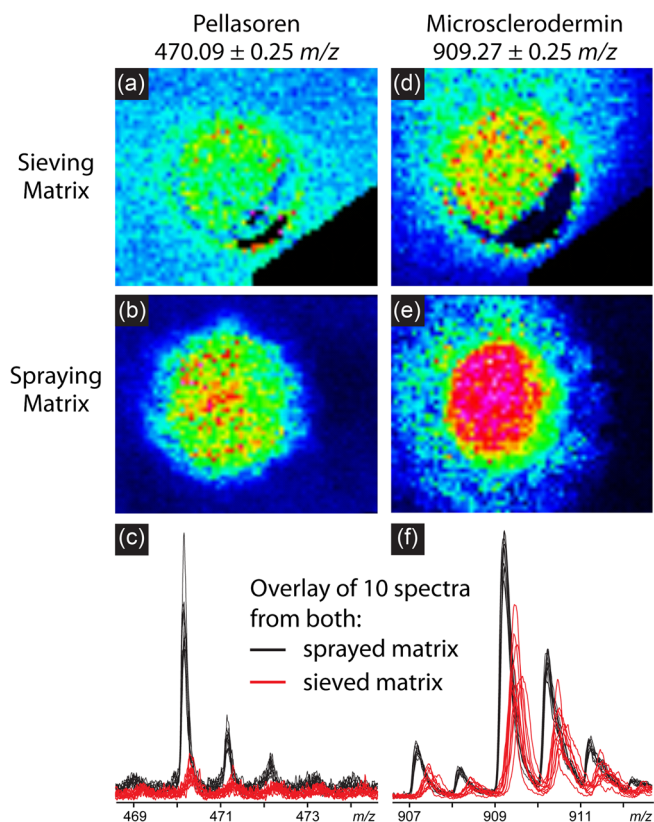 Pellasoren
470.09 ± 0.25 m/z
Microsclerodermin
909.27 ± 0.25 m/z
Sieving
Matrix
(a)
(d)
Spraying
Matrix
(b)
(e)
(c)
(f)
Overlay of 10 spectra
from both:
sprayed matrix
sieved matrix
469
471
473
m/z
907
909
911
m/z